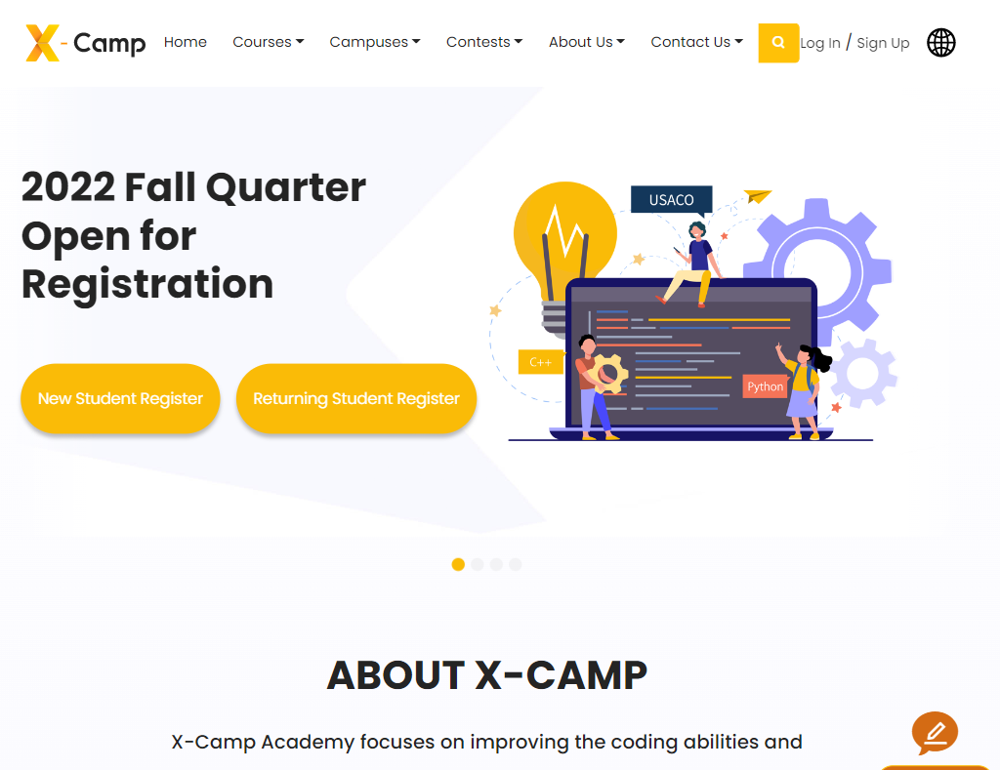 X - Camp
Home Courses Campuses Contests About Us Contact Us Log In / Sign Up
2022 Fall Quarter
Open for
Registration
New Student Register Returning Student Register
USACO
C++
Python
ABOUT X-CAMP
X-Camp Academy focuses on improving the coding abilities and